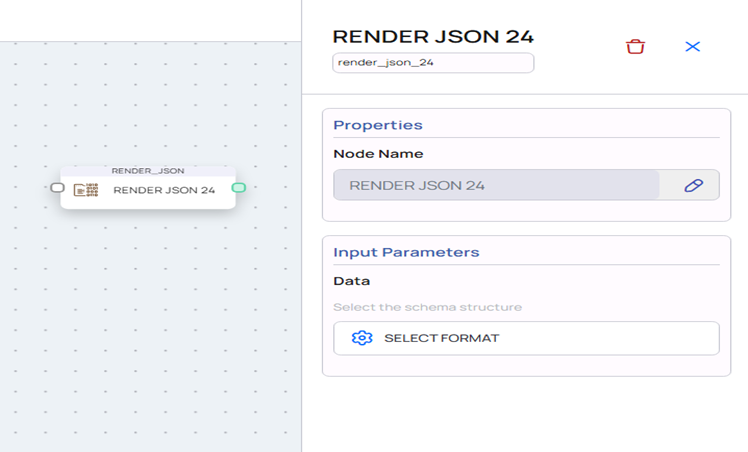 RENDER_JSON
RENDER JSON 24
RENDER JSON 24
render_json_24
Properties
Node Name
RENDER JSON 24
Input Parameters
Data
Select the schema structure
SELECT FORMAT